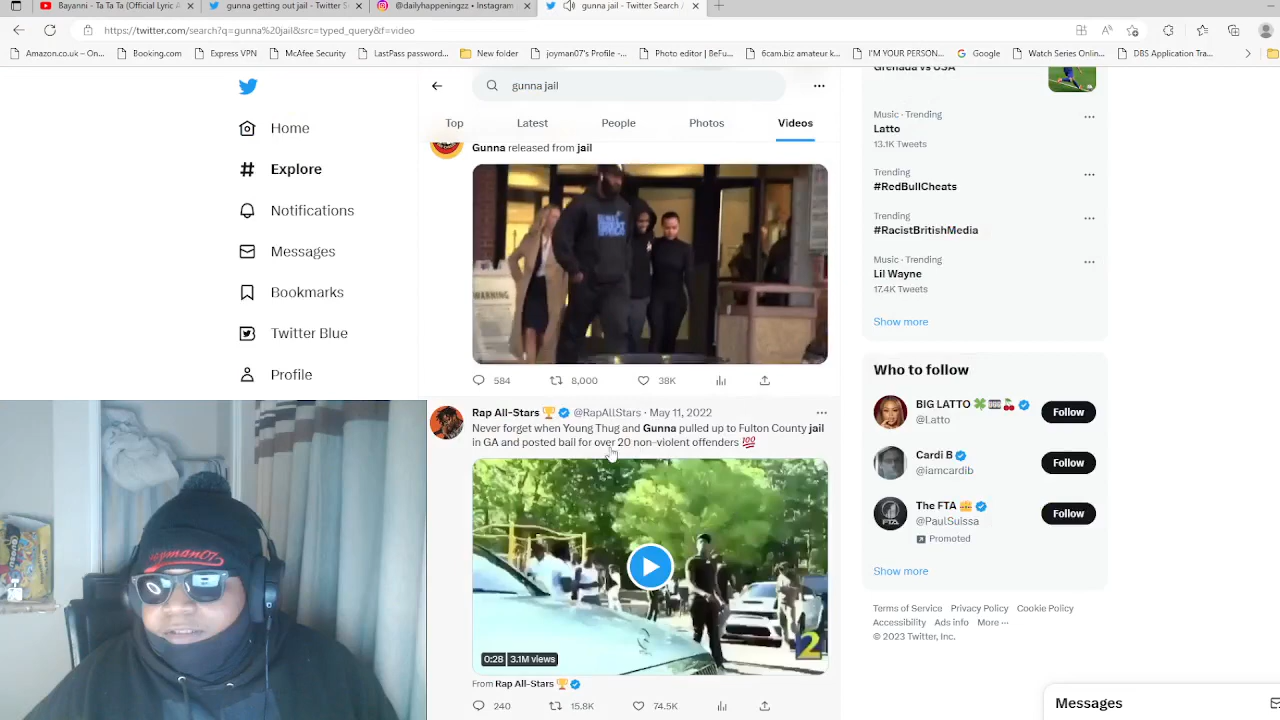 Bayanni - Ta Ta Ta (Official Lyric
gunna getting out jail - Twitter S
@dailyhappeningzz • Instagram
gunna jail - Twitter Search /
https://twitter.com/search?q=gunna%20jail&src=typed_query&f=video
Amazon.co.uk – On...
Booking.com
Express VPN
McAfee Security
LastPass password...
New folder
joyman07's Profile -...
Photo editor | BeFu...
6cam.biz amateur k...
I'M YOUR PERSON...
Google
Watch Series Online...
DBS Application Tra...
gunna jail
Top
Latest
People
Photos
Videos
Home
Explore
Notifications
Messages
Bookmarks
Twitter Blue
Profile
Gunna released from jail
WARNING
584
8,000
38K
Rap All-Stars 🏆 @RapAllStars · May 11, 2022
Never forget when Young Thug and Gunna pulled up to Fulton County jail
in GA and posted bail for over 20 non-violent offenders 💯
2
0:28
3.1M views
From Rap All-Stars 🏆
240
15.8K
74.5K
joyman07
Grenada vs USA
Music · Trending
Latto
13.1K Tweets
Trending
#RedBullCheats
Trending
#RacistBritishMedia
Music · Trending
Lil Wayne
17.4K Tweets
Show more
Who to follow
BIG LATTO 🍀🎰🍒
@Latto
Follow
Cardi B
@iamcardib
Follow
The FTA
@PaulSuissa
Follow
Promoted
Show more
Terms of Service Privacy Policy Cookie Policy
Accessibility Ads info More ···
© 2023 Twitter, Inc.
Messages